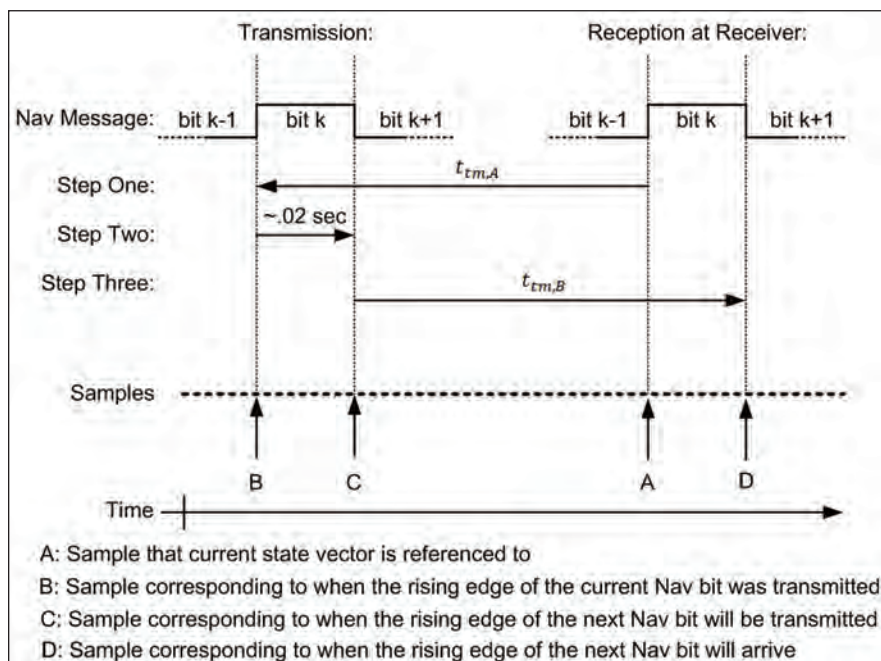 Transmission: Reception at Receiver:
Nav Message: bit k-1 bit k bit k+1 bit k-1 bit k bit k+1
Step One: t_{tm,A}
Step Two: ~.02 sec
Step Three: t_{tm,B}
Samples
B C A D
Time
A: Sample that current state vector is referenced to
B: Sample corresponding to when the rising edge of the current Nav bit was transmitted
C: Sample corresponding to when the rising edge of the next Nav bit will be transmitted
D: Sample corresponding to when the rising edge of the next Nav bit will arrive